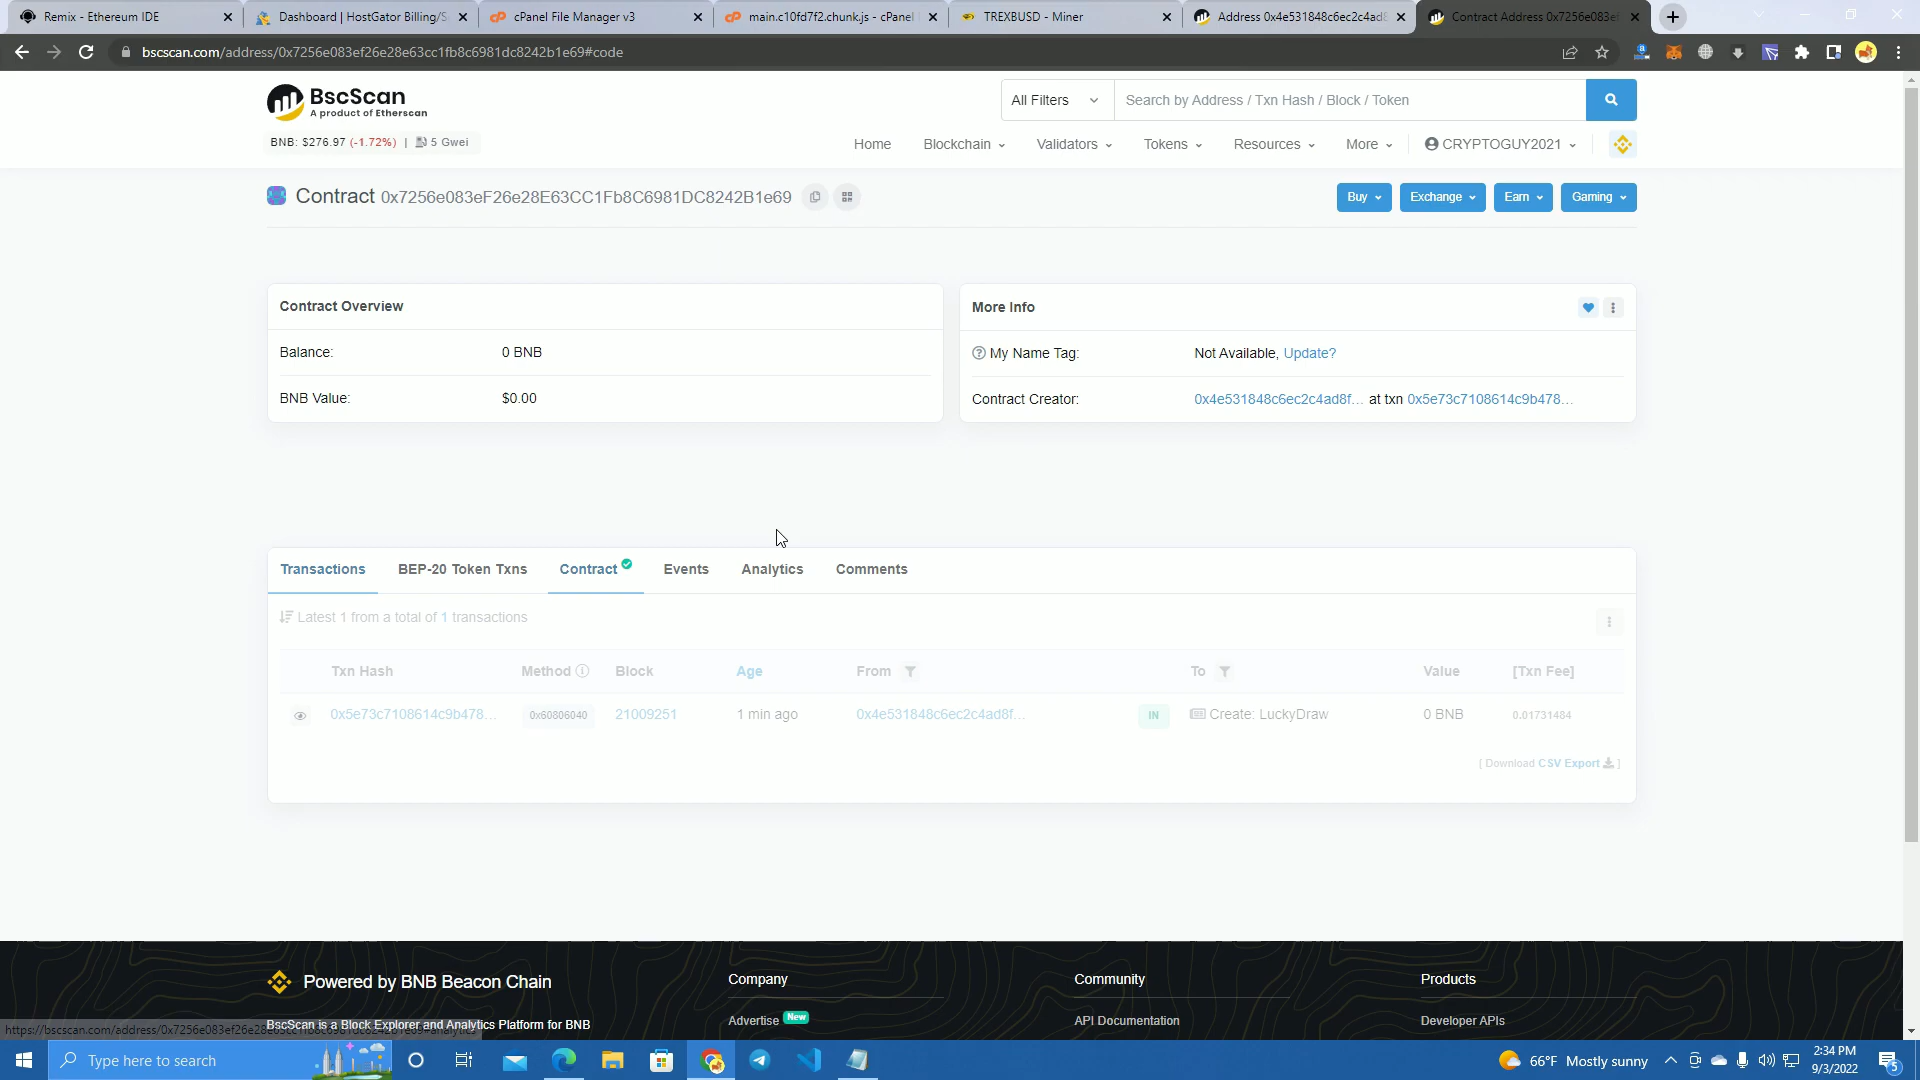 Remix - Ethereum IDE
Dashboard | HostGator Billing/S
cPanel File Manager v3
main.c10fd7f2.chunk.js - cPanel
TREXBUSD - Miner
Address 0x4e531848c6ec2c4ad8
Contract Address 0x7256e083ef
bscscan.com/address/0x7256e083ef26e28e63cc1fb8c6981dc8242b1e69#code
BscScan
A product of Etherscan
All Filters
Search by Address / Txn Hash / Block / Token
BNB: $276.97 (-1.72%) | 5 Gwei
Home
Blockchain
Validators
Tokens
Resources
More
CRYPTOGUY2021
Contract 0x7256e083eF26e28E63CC1Fb8C6981DC8242B1e69
Buy
Exchange
Earn
Gaming
Contract Overview
Balance:
0 BNB
BNB Value:
$0.00
More Info
My Name Tag:
Not Available, Update?
Contract Creator:
0x4e531848c6ec2c4ad8f... at txn 0x5e73c7108614c9b478...
Transactions
BEP-20 Token Txns
Contract
Events
Analytics
Comments
Latest 1 from a total of 1 transactions
Txn Hash
Method
Block
Age
From
To
Value
[Txn Fee]
0x5e73c7108614c9b478...
0x60806040
21009251
1 min ago
0x4e531848c6ec2c4ad8f...
IN
Create: LuckyDraw
0 BNB
0.01731484
[ Download CSV Export ]
Powered by BNB Beacon Chain
BscScan is a Block Explorer and Analytics Platform for BNB
Company
Advertise New
Community
API Documentation
Products
Developer APIs
Type here to search
66°F Mostly sunny
2:34 PM
9/3/2022
5